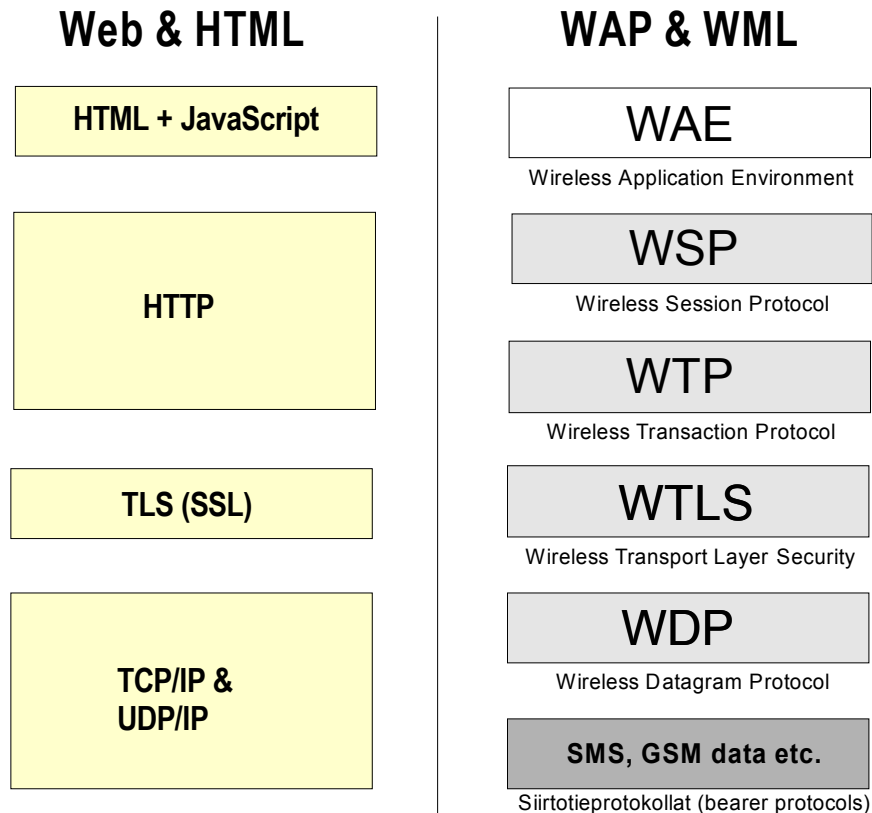 Web & HTML
HTML + JavaScript
HTTP
TLS (SSL)
TCP/IP &
UDP/IP
WAP & WML
WAE
Wireless Application Environment
WSP
Wireless Session Protocol
WTP
Wireless Transaction Protocol
WTLS
Wireless Transport Layer Security
WDP
Wireless Datagram Protocol
SMS, GSM data etc.
Siirtotieprotokollat (bearer protocols)